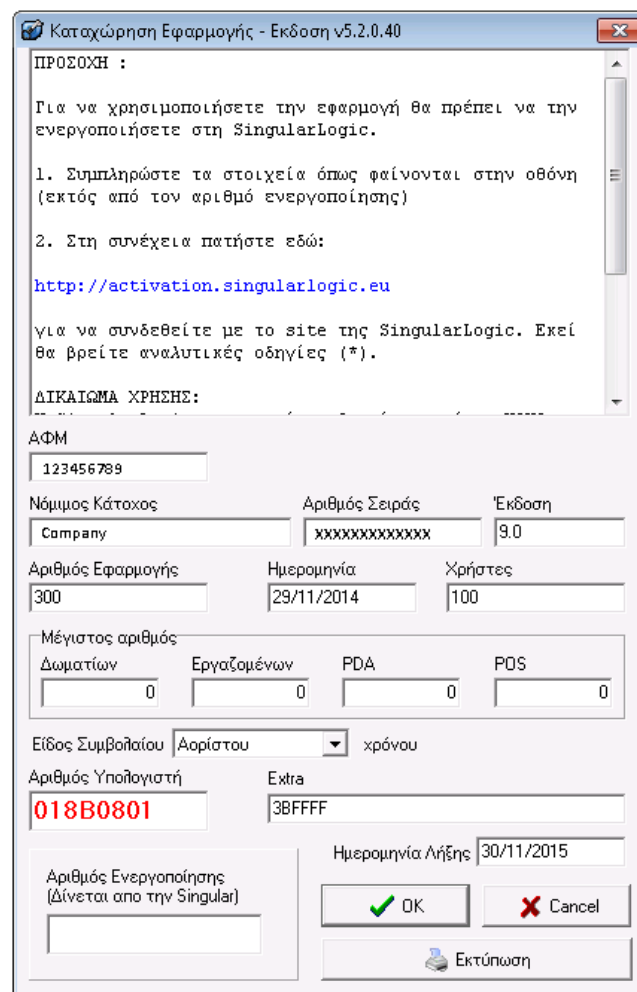 Καταχώρηση Εφαρμογής - Εκδοση v5.2.0.40
ΠΡΟΣΟΧΗ :
Για να χρησιμοποιήσετε την εφαρμογή θα πρέπει να την
ενεργοποιήσετε στη SingularLogic.
1. Συμπληρώστε τα στοιχεία όπως φαίνονται στην οθόνη
(εκτός από τον αριθμό ενεργοποίησης)
2. Στη συνέχεια πατήστε εδώ:
http://activation.singularlogic.eu
για να συνδεθείτε με το site της SingularLogic. Εκεί
θα βρείτε αναλυτικές οδηγίες (*).
ΔΙΚΑΙΩΜΑ ΧΡΗΣΗΣ:
ΑΦΜ
123456789
Νόμιμος Κάτοχος Αριθμός Σειράς Έκδοση
Company xxxxxxxxxxxxx 9.0
Αριθμός Εφαρμογής Ημερομηνία Χρήστες
300 29/11/2014 100
Μέγιστος αριθμός
Δωματίων Εργαζομένων PDA POS
0 0 0 0
Είδος Συμβολαίου Αορίστου χρόνου
Αριθμός Υπολογιστή Extra
018B0801 3BFFFF
Ημερομηνία Λήξης 30/11/2015
Αριθμός Ενεργοποίησης
(Δίνεται απο την Singular)
OK Cancel
Εκτύπωση